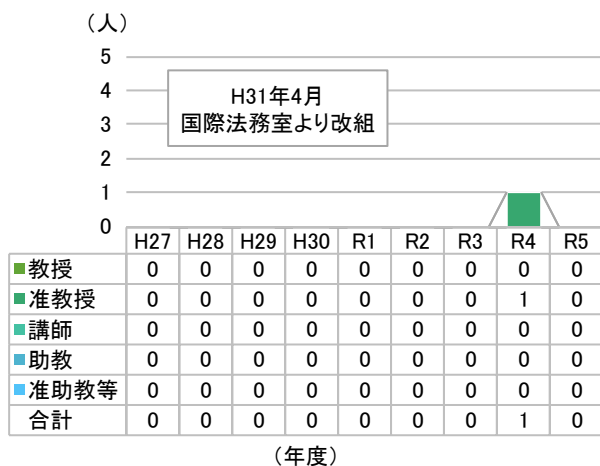 （人）
5
4
3
2
1
0
H31年4月
国際法務室より改組
H27 H28 H29 H30 R1 R2 R3 R4 R5
教授 0 0 0 0 0 0 0 0 0
准教授 0 0 0 0 0 0 0 1 0
講師 0 0 0 0 0 0 0 0 0
助教 0 0 0 0 0 0 0 0 0
准助教等 0 0 0 0 0 0 0 0 0
合計 0 0 0 0 0 0 0 1 0
（年度）